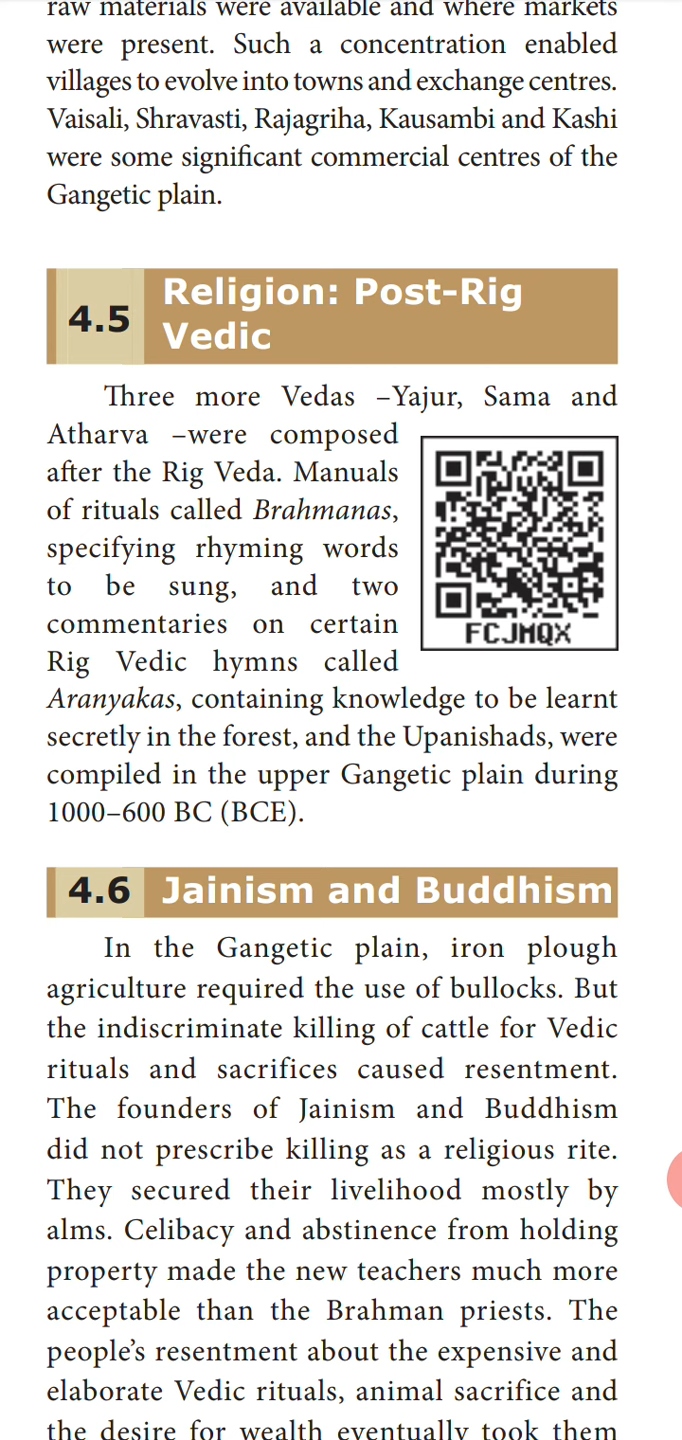 raw materials were available and where markets
were present. Such a concentration enabled
villages to evolve into towns and exchange centres.
Vaisali, Shravasti, Rajagriha, Kausambi and Kashi
were some significant commercial centres of the
Gangetic plain.
4.5 Religion: Post-Rig
Vedic
Three more Vedas –Yajur, Sama and
Atharva –were composed
after the Rig Veda. Manuals
of rituals called Brahmanas,
specifying rhyming words
to be sung, and two
commentaries on certain
Rig Vedic hymns called
FCJMQX
Aranyakas, containing knowledge to be learnt
secretly in the forest, and the Upanishads, were
compiled in the upper Gangetic plain during
1000–600 BC (BCE).
4.6 Jainism and Buddhism
In the Gangetic plain, iron plough
agriculture required the use of bullocks. But
the indiscriminate killing of cattle for Vedic
rituals and sacrifices caused resentment.
The founders of Jainism and Buddhism
did not prescribe killing as a religious rite.
They secured their livelihood mostly by
alms. Celibacy and abstinence from holding
property made the new teachers much more
acceptable than the Brahman priests. The
people’s resentment about the expensive and
elaborate Vedic rituals, animal sacrifice and
the desire for wealth eventually took them